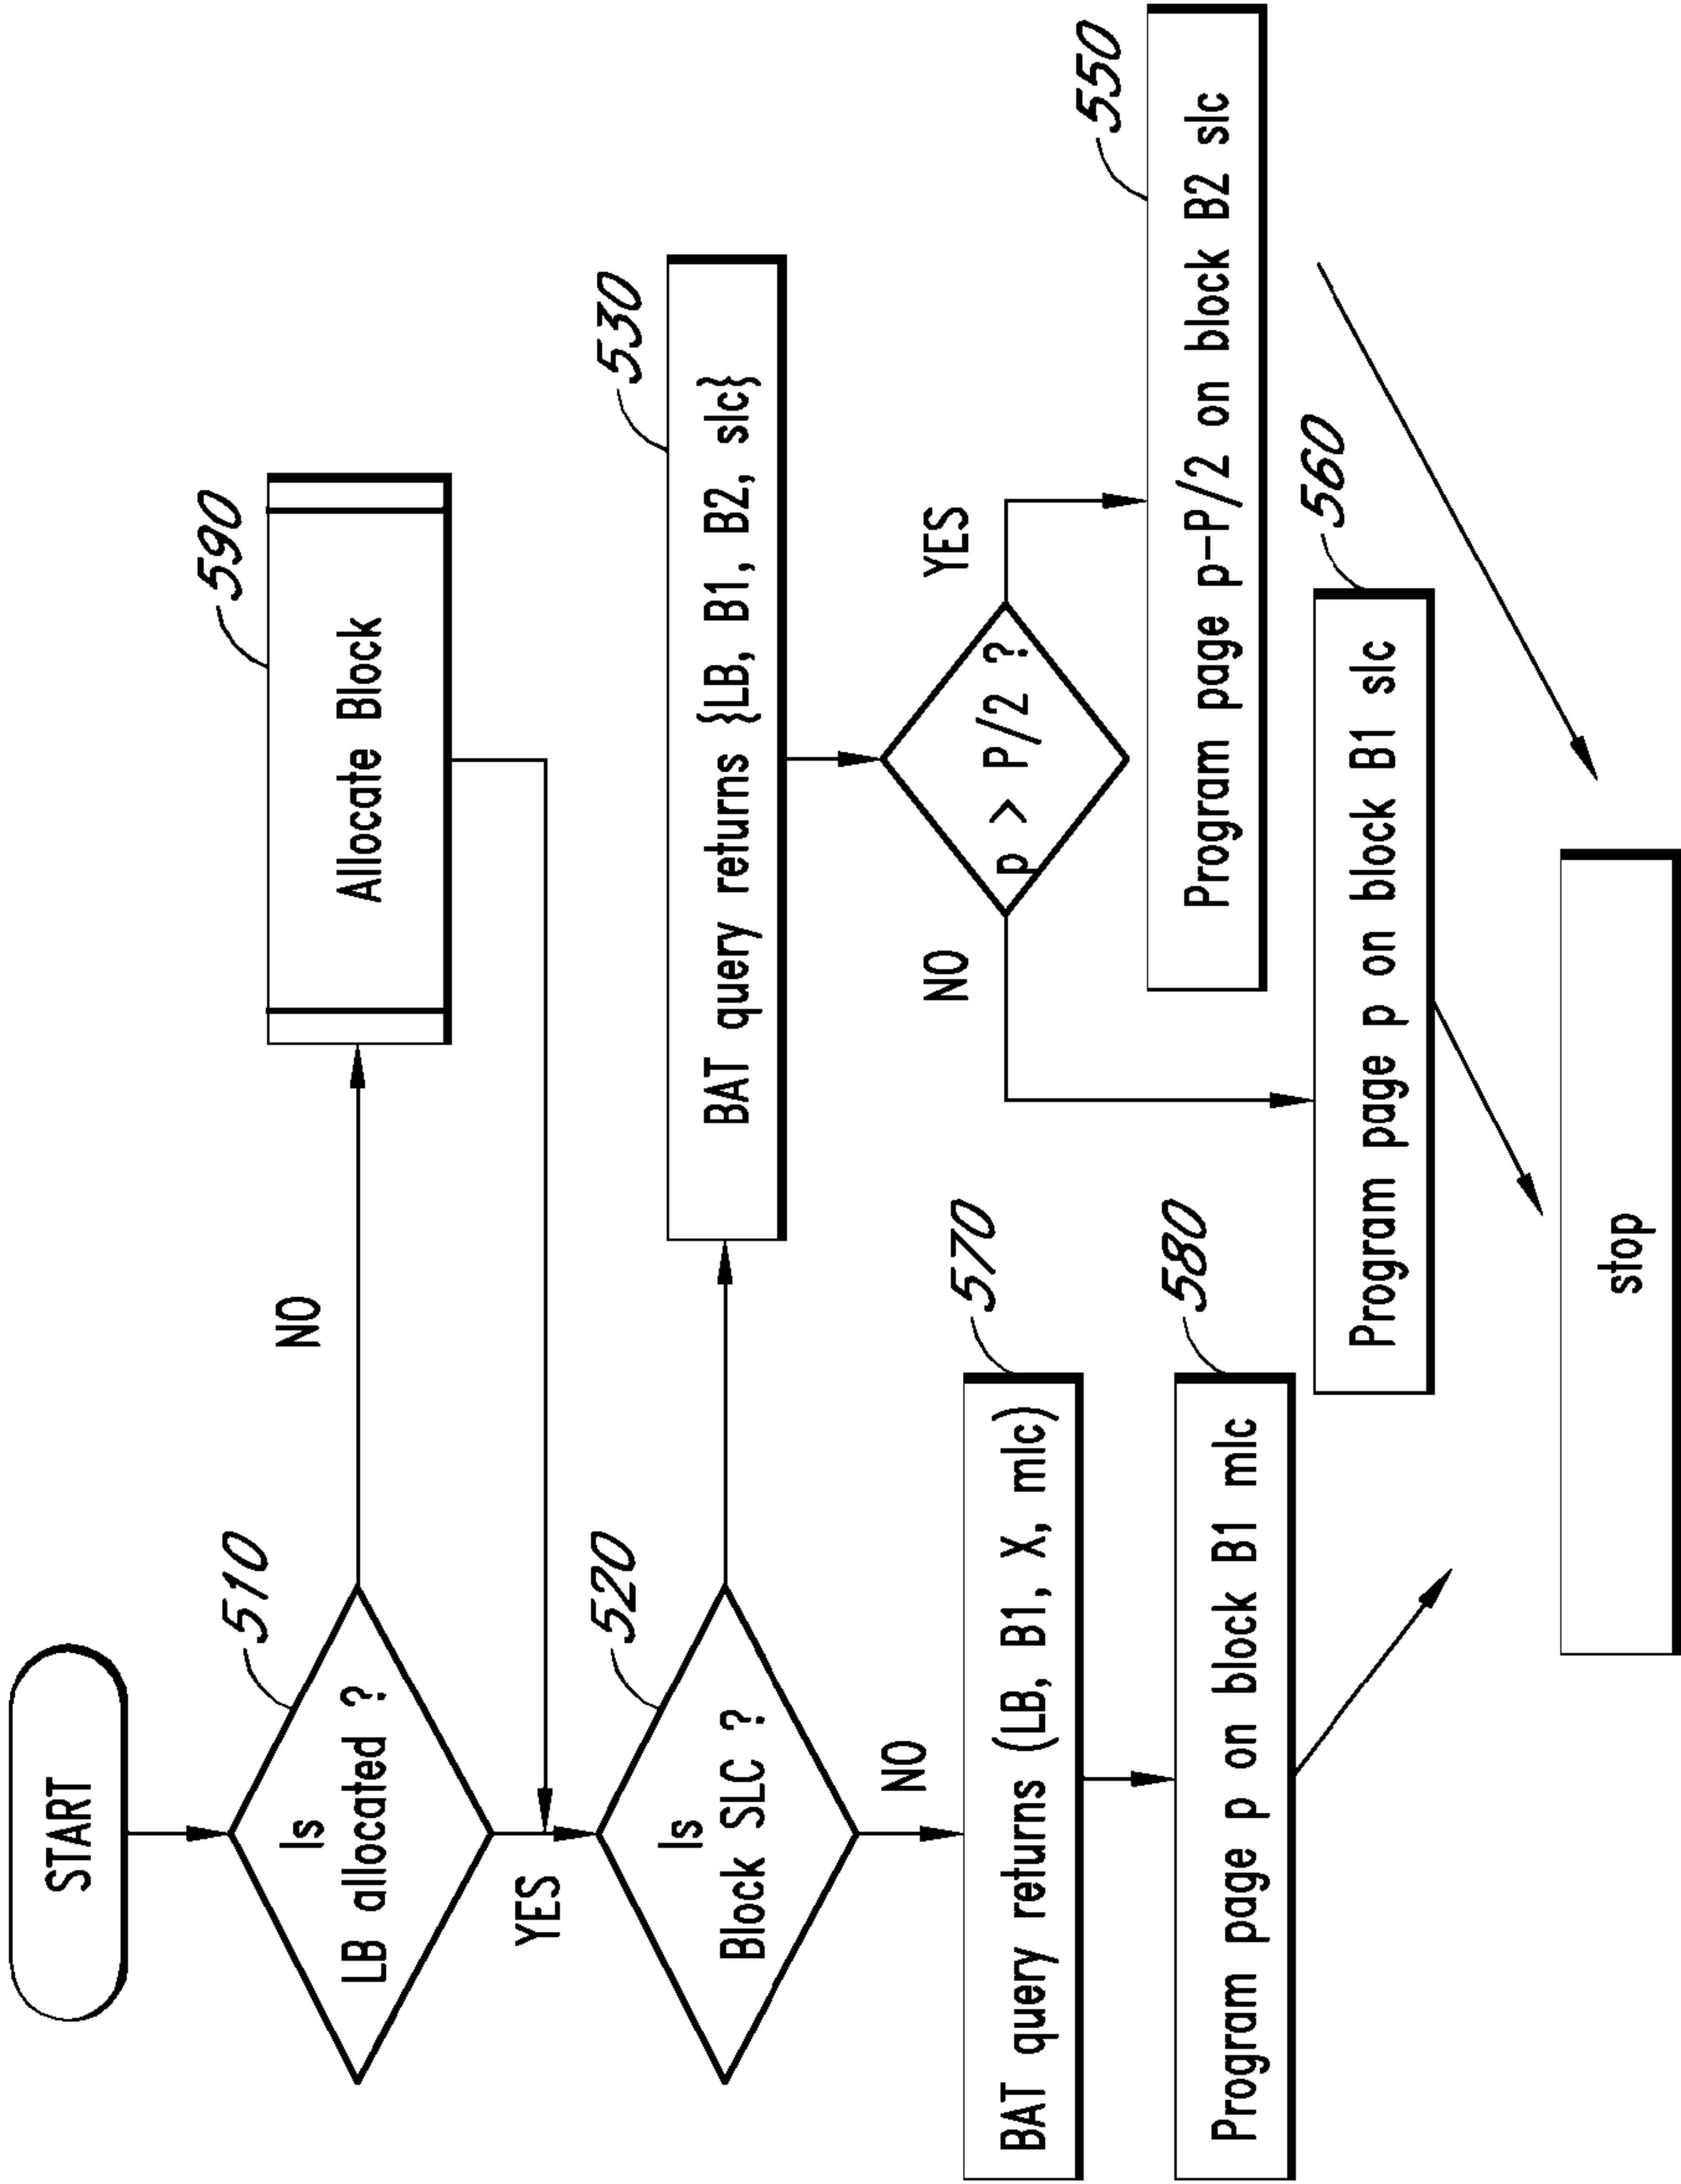 START
510
Is
LB allocated ?
NO
590
Allocate Block
YES
520
Is
Block SLC ?
530
BAT query returns {LB, B1, B2, slc}
NO
570
BAT query returns (LB, B1, X, mlc)
580
Program page p on block B1 mlc
p > P/2 ?
NO
YES
550
Program page p-P/2 on block B2 slc
560
Program page p on block B1 slc
stop